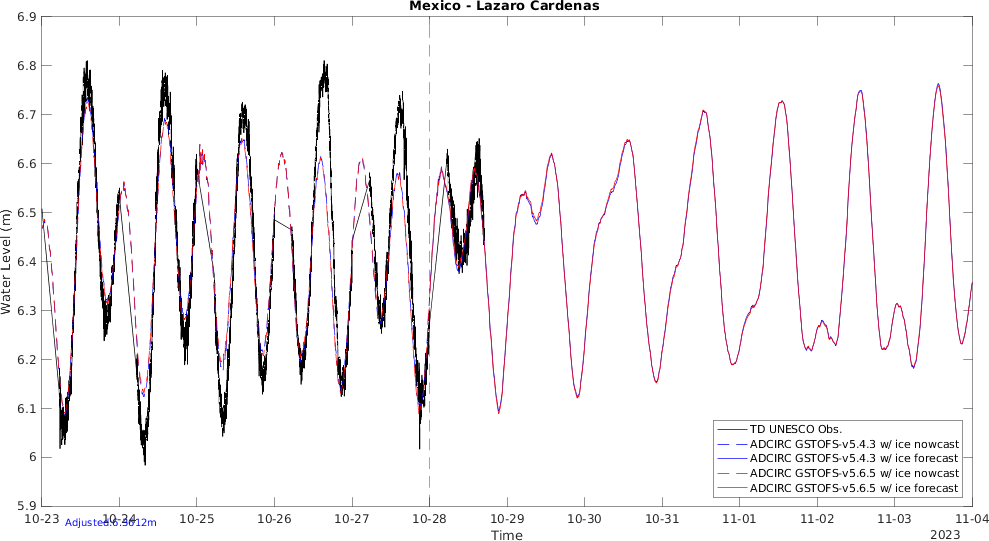 Mexico - Lazaro Cardenas
6.9
6.8
6.7
6.6
6.5
6.4
6.3
6.2
6.1
6
5.9
Water Level (m)
TD UNESCO Obs.
ADCIRC GSTOFS-v5.4.3 w/ ice nowcast
ADCIRC GSTOFS-v5.4.3 w/ ice forecast
ADCIRC GSTOFS-v5.6.5 w/ ice nowcast
ADCIRC GSTOFS-v5.6.5 w/ ice forecast
10-23 10-24 10-25 10-26 10-27 10-28 10-29 10-30 10-31 11-01 11-02 11-03 11-04
Time
2023